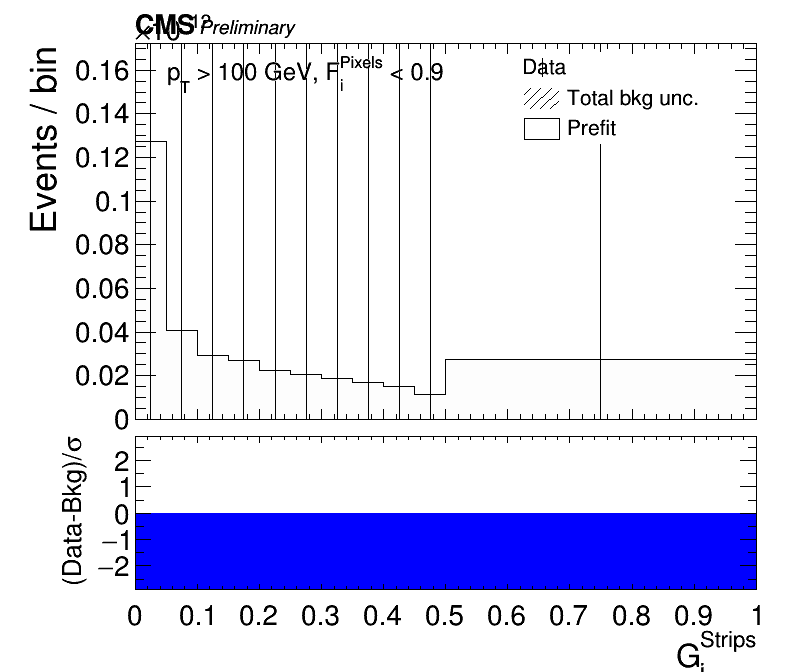 CMS Preliminary
×10¹²
Events / bin
0.16
0.14
0.12
0.1
0.08
0.06
0.04
0.02
0
p_T > 100 GeV, F_i^Pixels < 0.9
Data
Total bkg unc.
Prefit
(Data-Bkg)/σ
2
1
0
−1
−2
0 0.1 0.2 0.3 0.4 0.5 0.6 0.7 0.8 0.9 1
G_i^Strips